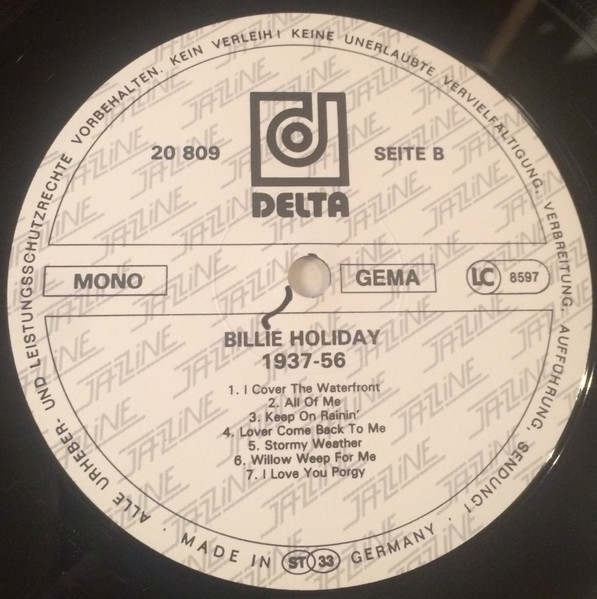 ALLE URHEBER- UND LEISTUNGSSCHUTZRECHTE VORBEHALTEN. KEIN VERLEIH! KEINE UNERLAUBTE VERVIELFÄLTIGUNG, VERBREITUNG, AUFFÜHRUNG, SENDUNG!
20 809
SEITE B
DELTA
MONO
GEMA
LC 8597
BILLIE HOLIDAY
1937-56
1. I Cover The Waterfront
2. All Of Me
3. Keep On Rainin'
4. Lover Come Back To Me
5. Stormy Weather
6. Willow Weep For Me
7. I Love You Porgy
· MADE IN ST 33 GERMANY ·
JAZZLINE